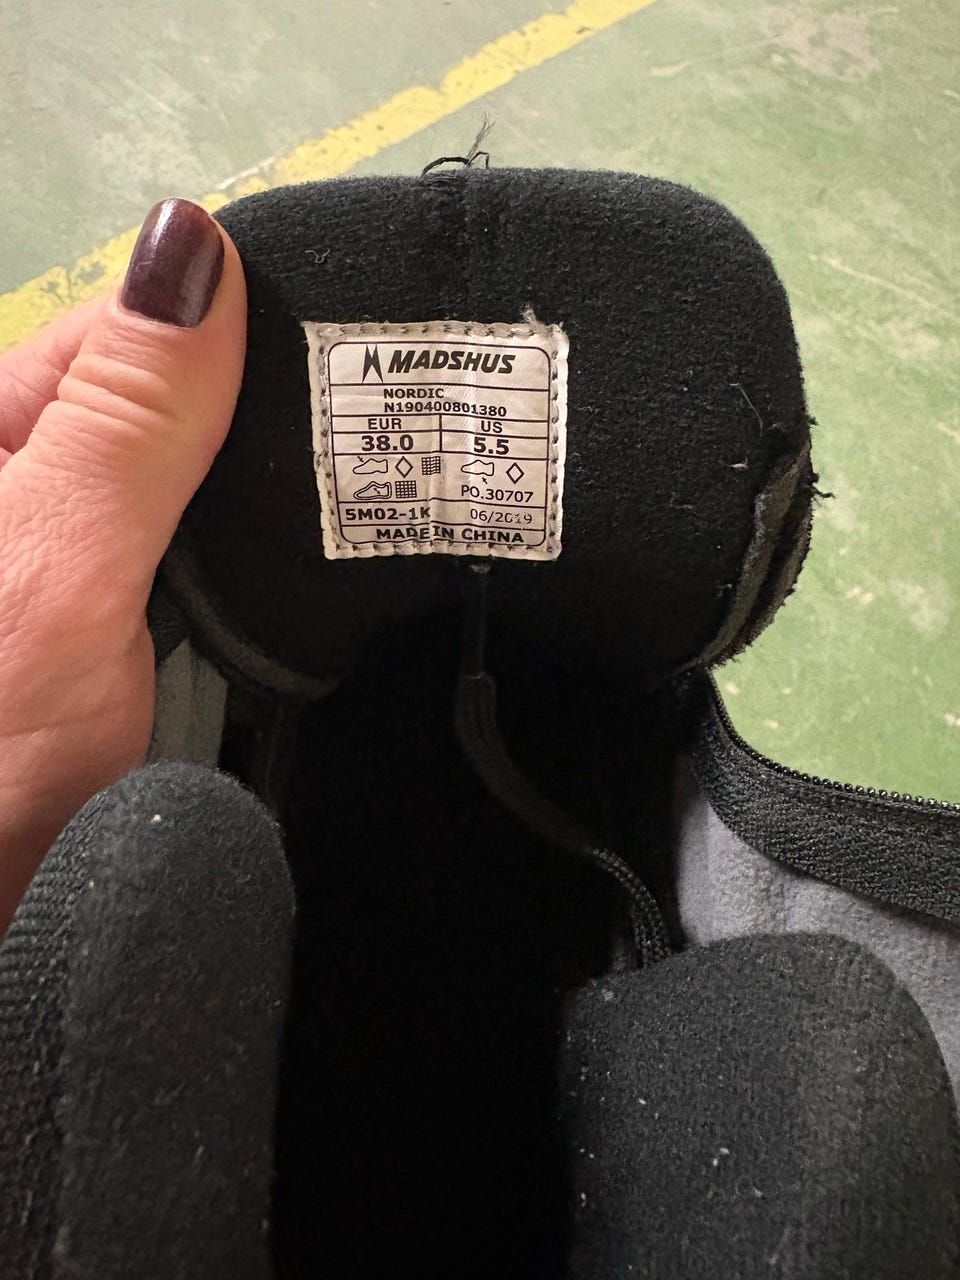 MADSHUS
NORDIC
N190400801380
EUR US
38.0 5.5
PO.30707
5M02-1K 06/2019
MADE IN CHINA